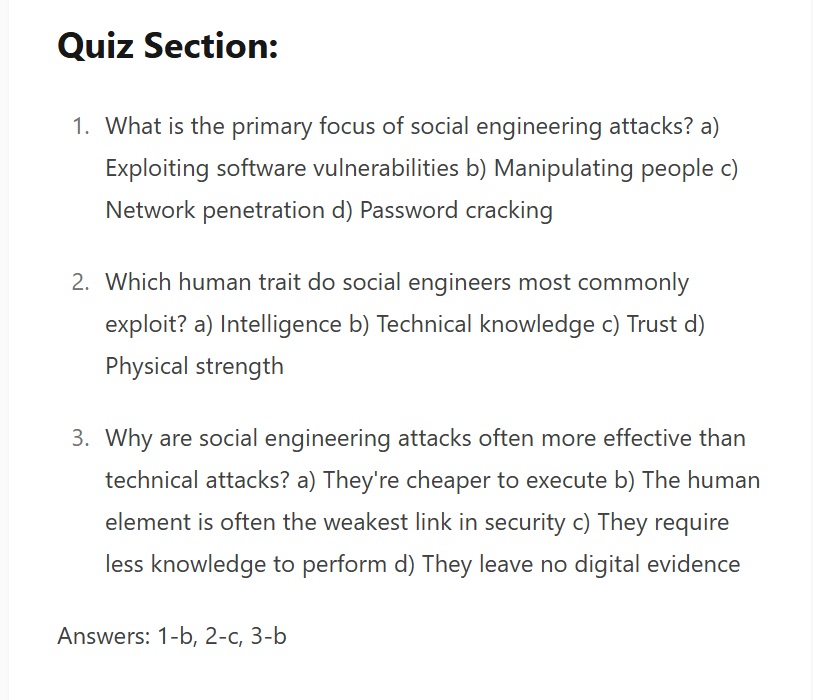 Quiz Section:
1. What is the primary focus of social engineering attacks? a)
Exploiting software vulnerabilities b) Manipulating people c)
Network penetration d) Password cracking
2. Which human trait do social engineers most commonly
exploit? a) Intelligence b) Technical knowledge c) Trust d)
Physical strength
3. Why are social engineering attacks often more effective than
technical attacks? a) They're cheaper to execute b) The human
element is often the weakest link in security c) They require
less knowledge to perform d) They leave no digital evidence
Answers: 1-b, 2-c, 3-b